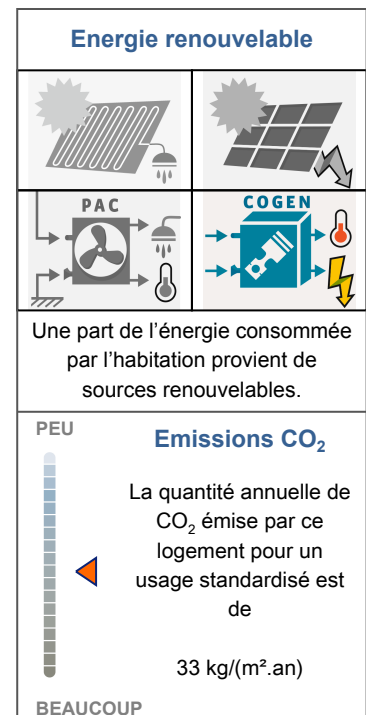 Energie renouvelable
PAC
COGEN
Une part de l'énergie consommée
par l'habitation provient de
sources renouvelables.
PEU
Emissions CO₂
La quantité annuelle de
CO₂ émise par ce
logement pour un
usage standardisé est
de
33 kg/(m².an)
BEAUCOUP